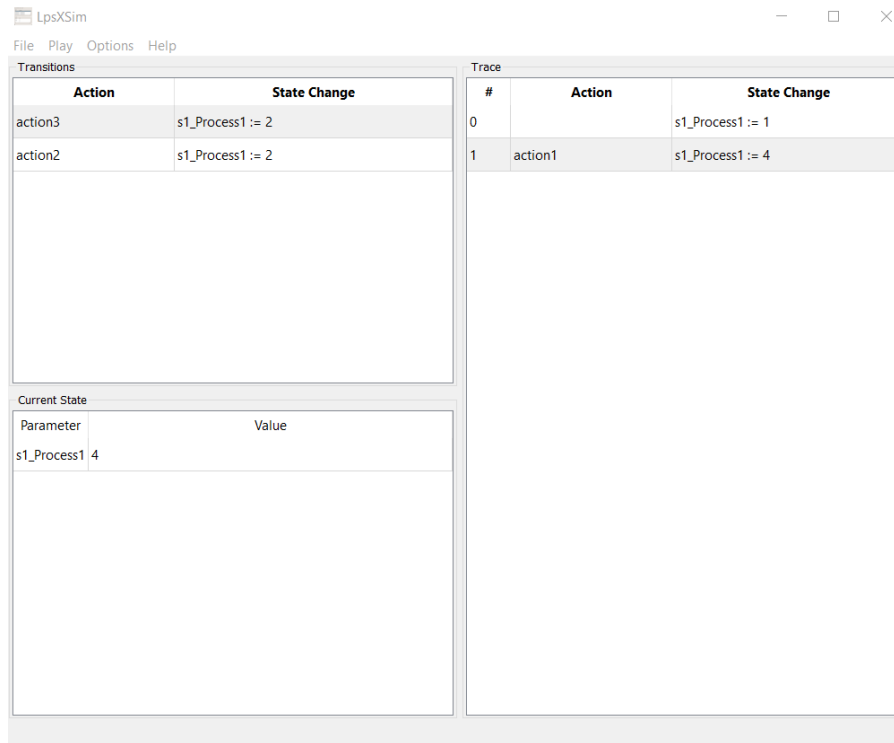 LpsXSim
File Play Options Help
Transitions
Action State Change
action3 s1_Process1 := 2
action2 s1_Process1 := 2
Current State
Parameter Value
s1_Process1 4
Trace
# Action State Change
0 s1_Process1 := 1
1 action1 s1_Process1 := 4